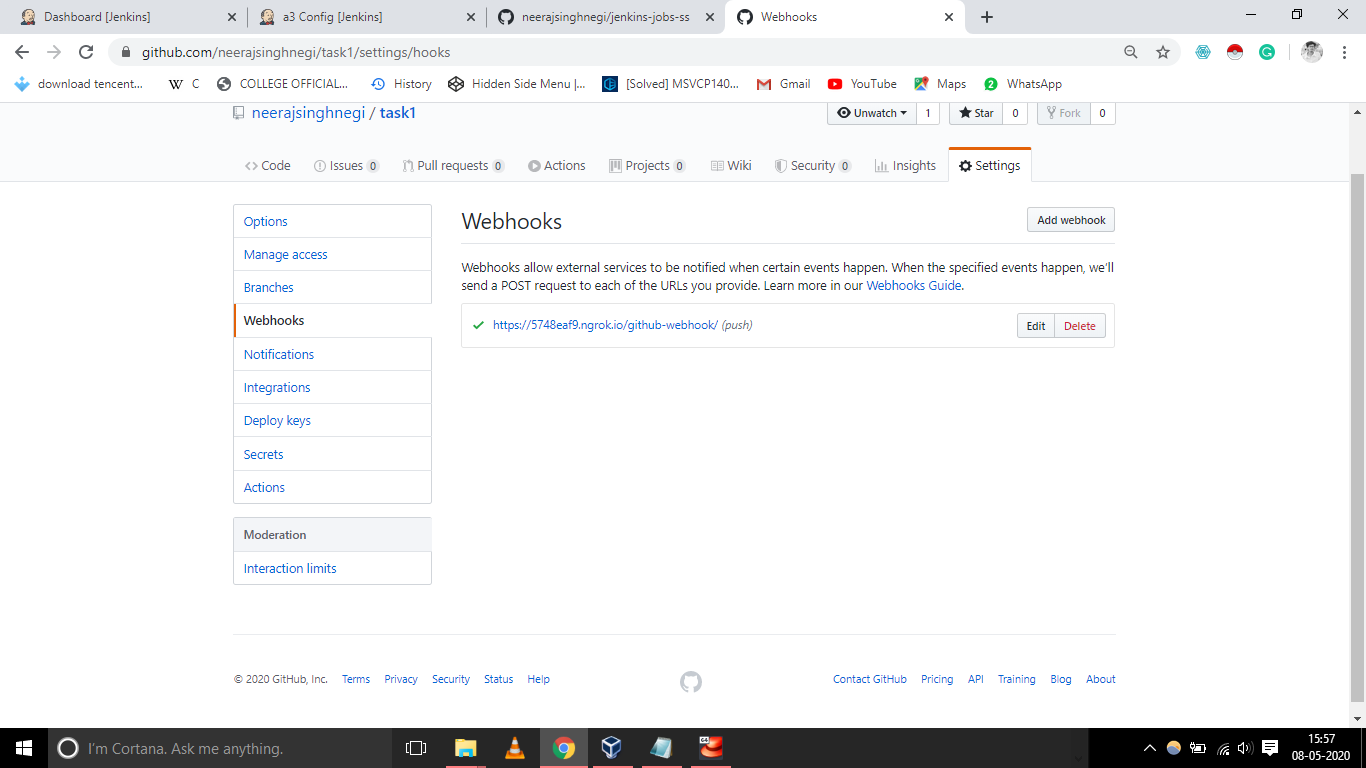 Dashboard [Jenkins]
a3 Config [Jenkins]
neerajsinghnegi/jenkins-jobs-ss
Webhooks
github.com/neerajsinghnegi/task1/settings/hooks
download tencent...
W C
COLLEGE OFFICIAL...
History
Hidden Side Menu |...
[Solved] MSVCP140...
Gmail
YouTube
Maps
2 WhatsApp
neerajsinghnegi / task1
Unwatch 1
Star 0
Fork 0
Code
Issues 0
Pull requests 0
Actions
Projects 0
Wiki
Security 0
Insights
Settings
Options
Manage access
Branches
Webhooks
Notifications
Integrations
Deploy keys
Secrets
Actions
Moderation
Interaction limits
Webhooks
Add webhook
Webhooks allow external services to be notified when certain events happen. When the specified events happen, we'll
send a POST request to each of the URLs you provide. Learn more in our Webhooks Guide.
https://5748eaf9.ngrok.io/github-webhook/ (push)
Edit Delete
© 2020 GitHub, Inc. Terms Privacy Security Status Help
Contact GitHub Pricing API Training Blog About
I'm Cortana. Ask me anything.
64
15:57
08-05-2020